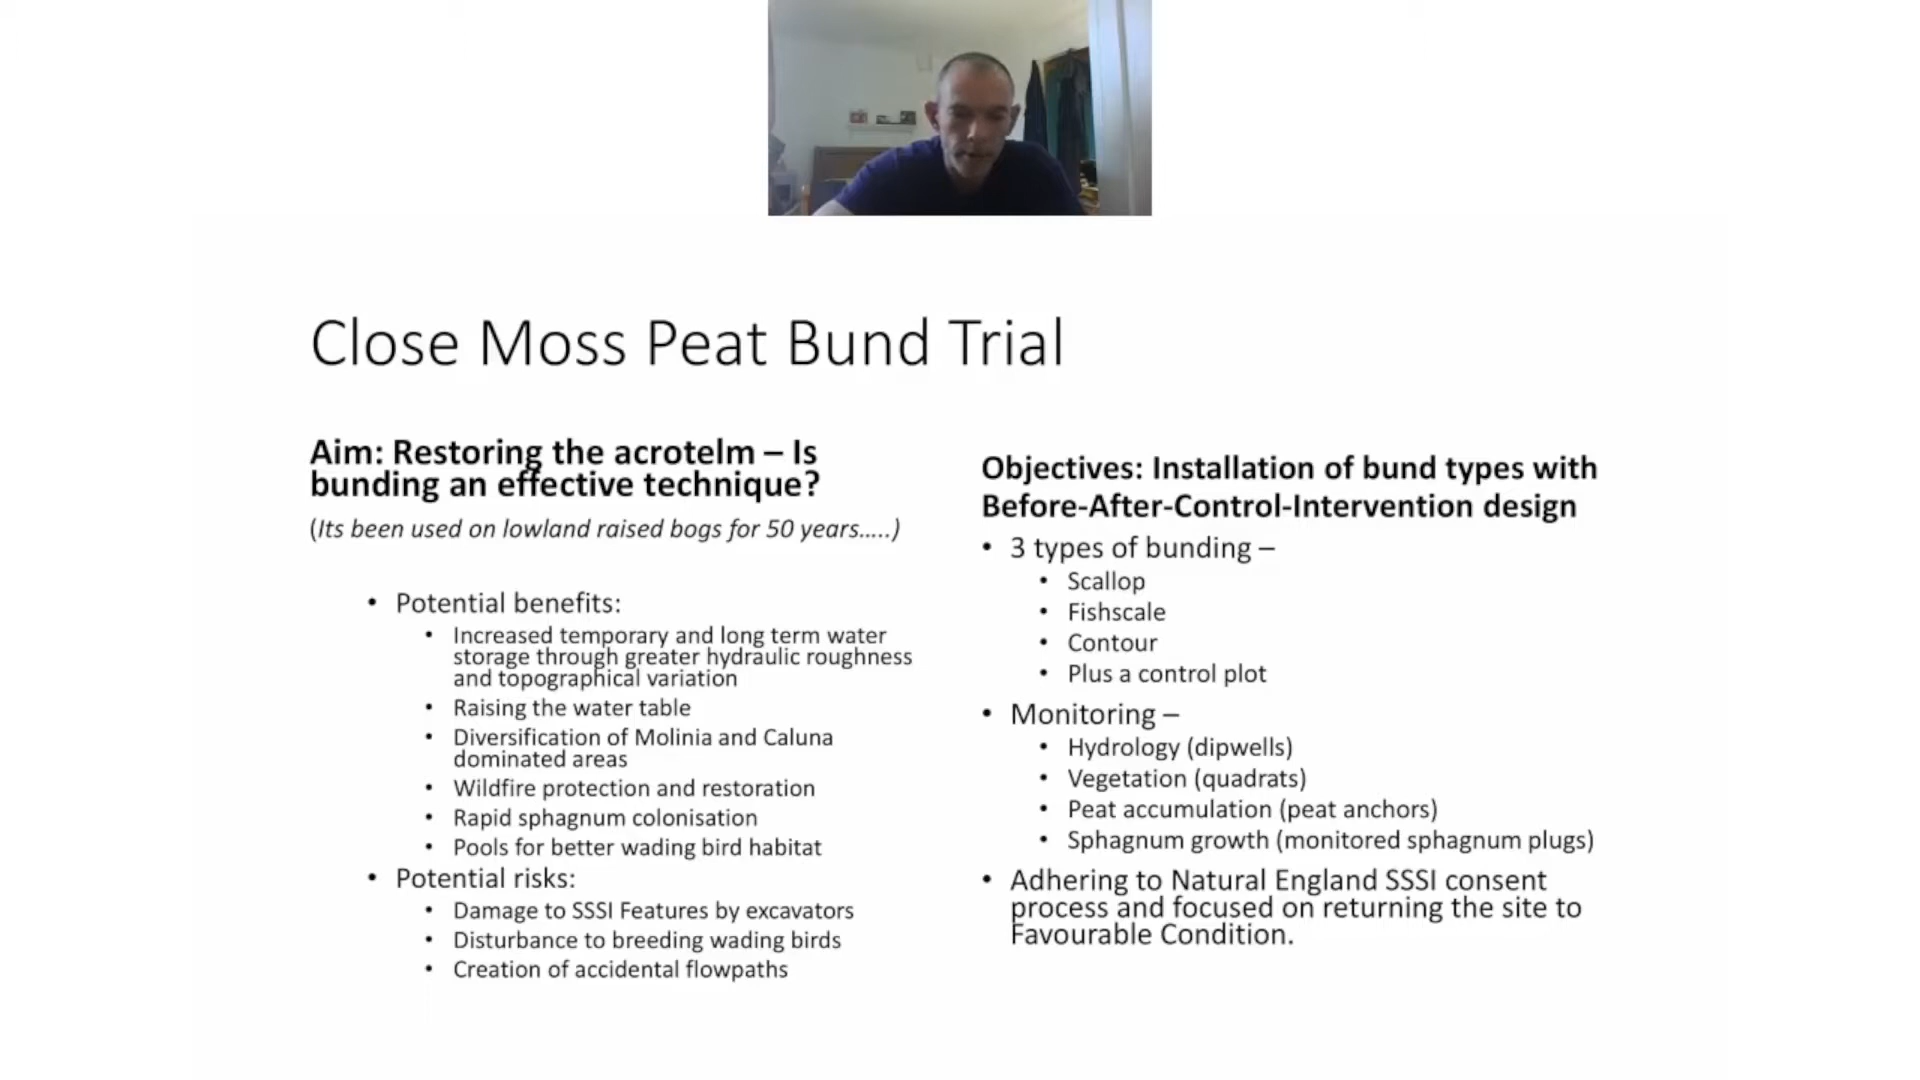 Close Moss Peat Bund Trial
Aim: Restoring the acrotelm – Is
bunding an effective technique?
(Its been used on lowland raised bogs for 50 years…..)
• Potential benefits:
• Increased temporary and long term water
storage through greater hydraulic roughness
and topographical variation
• Raising the water table
• Diversification of Molinia and Caluna
dominated areas
• Wildfire protection and restoration
• Rapid sphagnum colonisation
• Pools for better wading bird habitat
• Potential risks:
• Damage to SSSI Features by excavators
• Disturbance to breeding wading birds
• Creation of accidental flowpaths
Objectives: Installation of bund types with
Before-After-Control-Intervention design
• 3 types of bunding –
• Scallop
• Fishscale
• Contour
• Plus a control plot
• Monitoring –
• Hydrology (dipwells)
• Vegetation (quadrats)
• Peat accumulation (peat anchors)
• Sphagnum growth (monitored sphagnum plugs)
• Adhering to Natural England SSSI consent
process and focused on returning the site to
Favourable Condition.